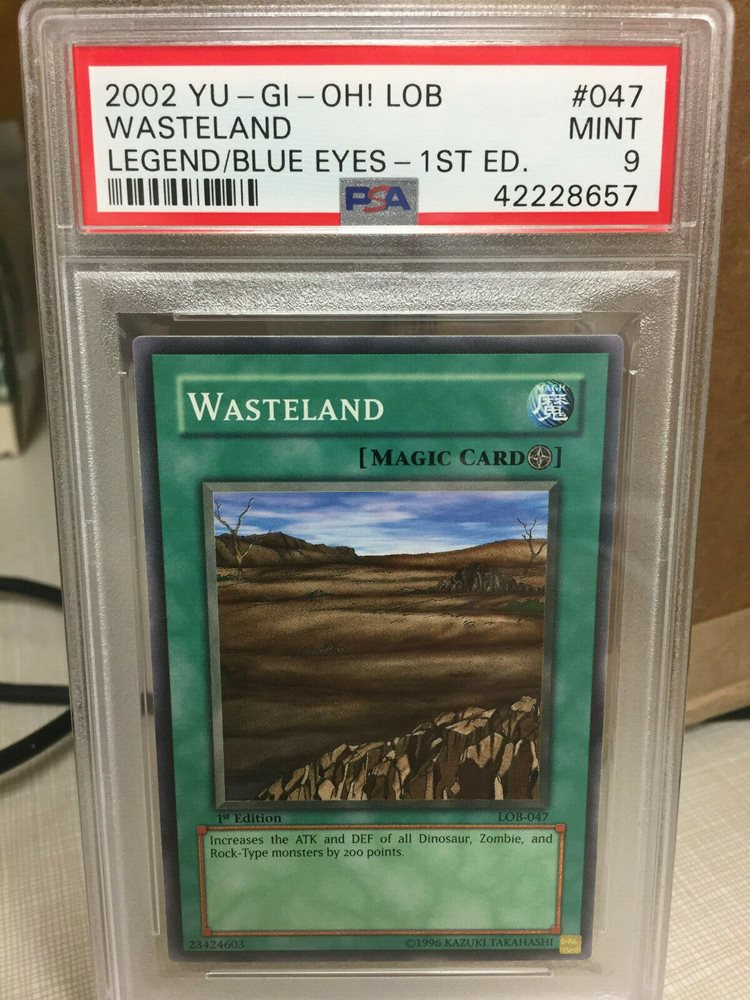 2002 YU-GI-OH! LOB #047
WASTELAND MINT
LEGEND/BLUE EYES-1ST ED. 9
PSA 42228657
WASTELAND
魔
[MAGIC CARD]
1st Edition LOB-047
Increases the ATK and DEF of all Dinosaur, Zombie, and
Rock-Type monsters by 200 points.
23424603 ©1996 KAZUKI TAKAHASHI